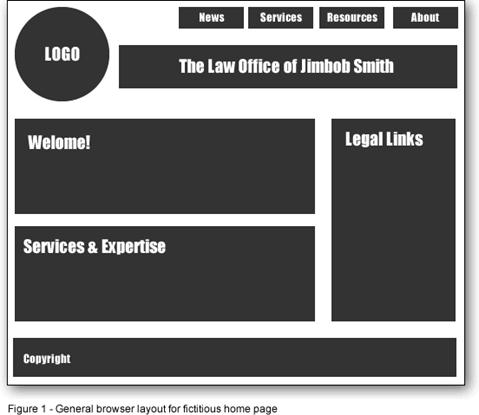 LOGO
News Services Resources About
The Law Office of Jimbob Smith
Welome!
Legal Links
Services & Expertise
Copyright
Figure 1 - General browser layout for fictitious home page